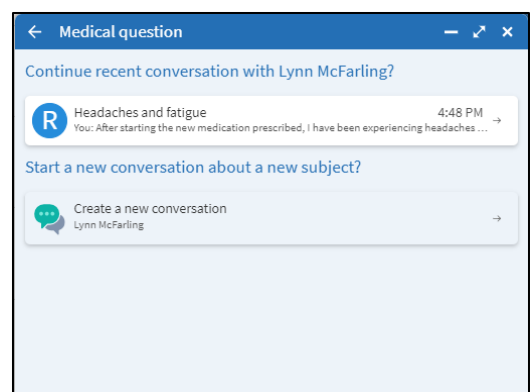 Medical question
Continue recent conversation with Lynn McFarling?
R
Headaches and fatigue 4:48 PM
You: After starting the new medication prescribed, I have been experiencing headaches ...
Start a new conversation about a new subject?
Create a new conversation
Lynn McFarling